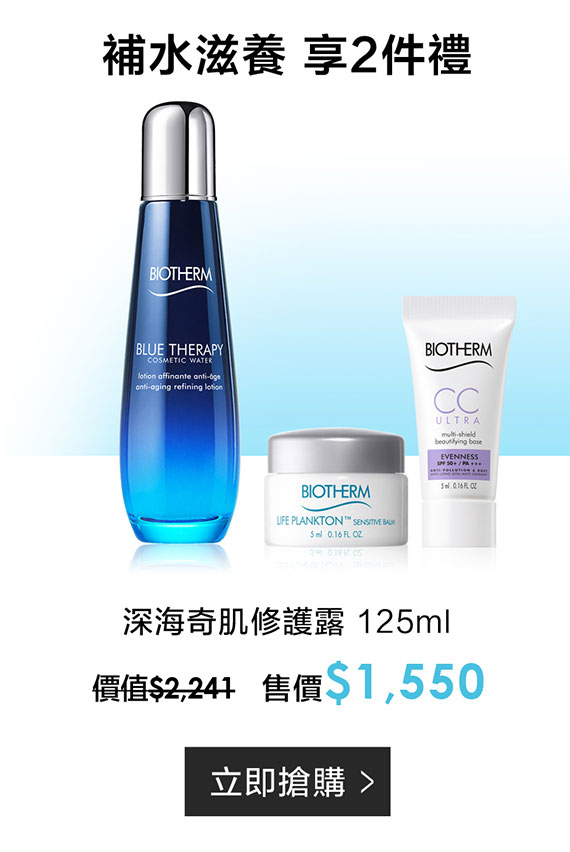 補水滋養 享2件禮
BIOTHERM
BLUE THERAPY
COSMETIC WATER
lotion affinante anti-âge
anti-aging refining lotion
BIOTHERM
LIFE PLANKTON™ SENSITIVE BALM
5 ml 0.16 FL. OZ.
BIOTHERM
CC
ULTRA
multi-shield
beautifying base
EVENNESS
SPF 50+ / PA +++
5 ml . 0.16 FL. OZ
深海奇肌修護露 125ml
價值$2,241 售價$1,550
立即搶購 >